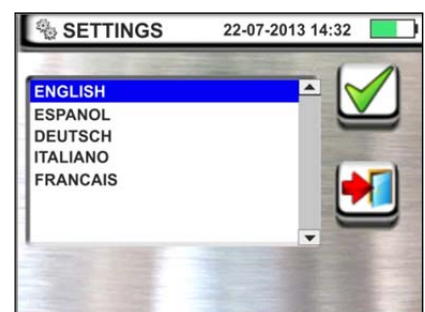 SETTINGS 22-07-2013 14:32
ENGLISH
ESPANOL
DEUTSCH
ITALIANO
FRANCAIS